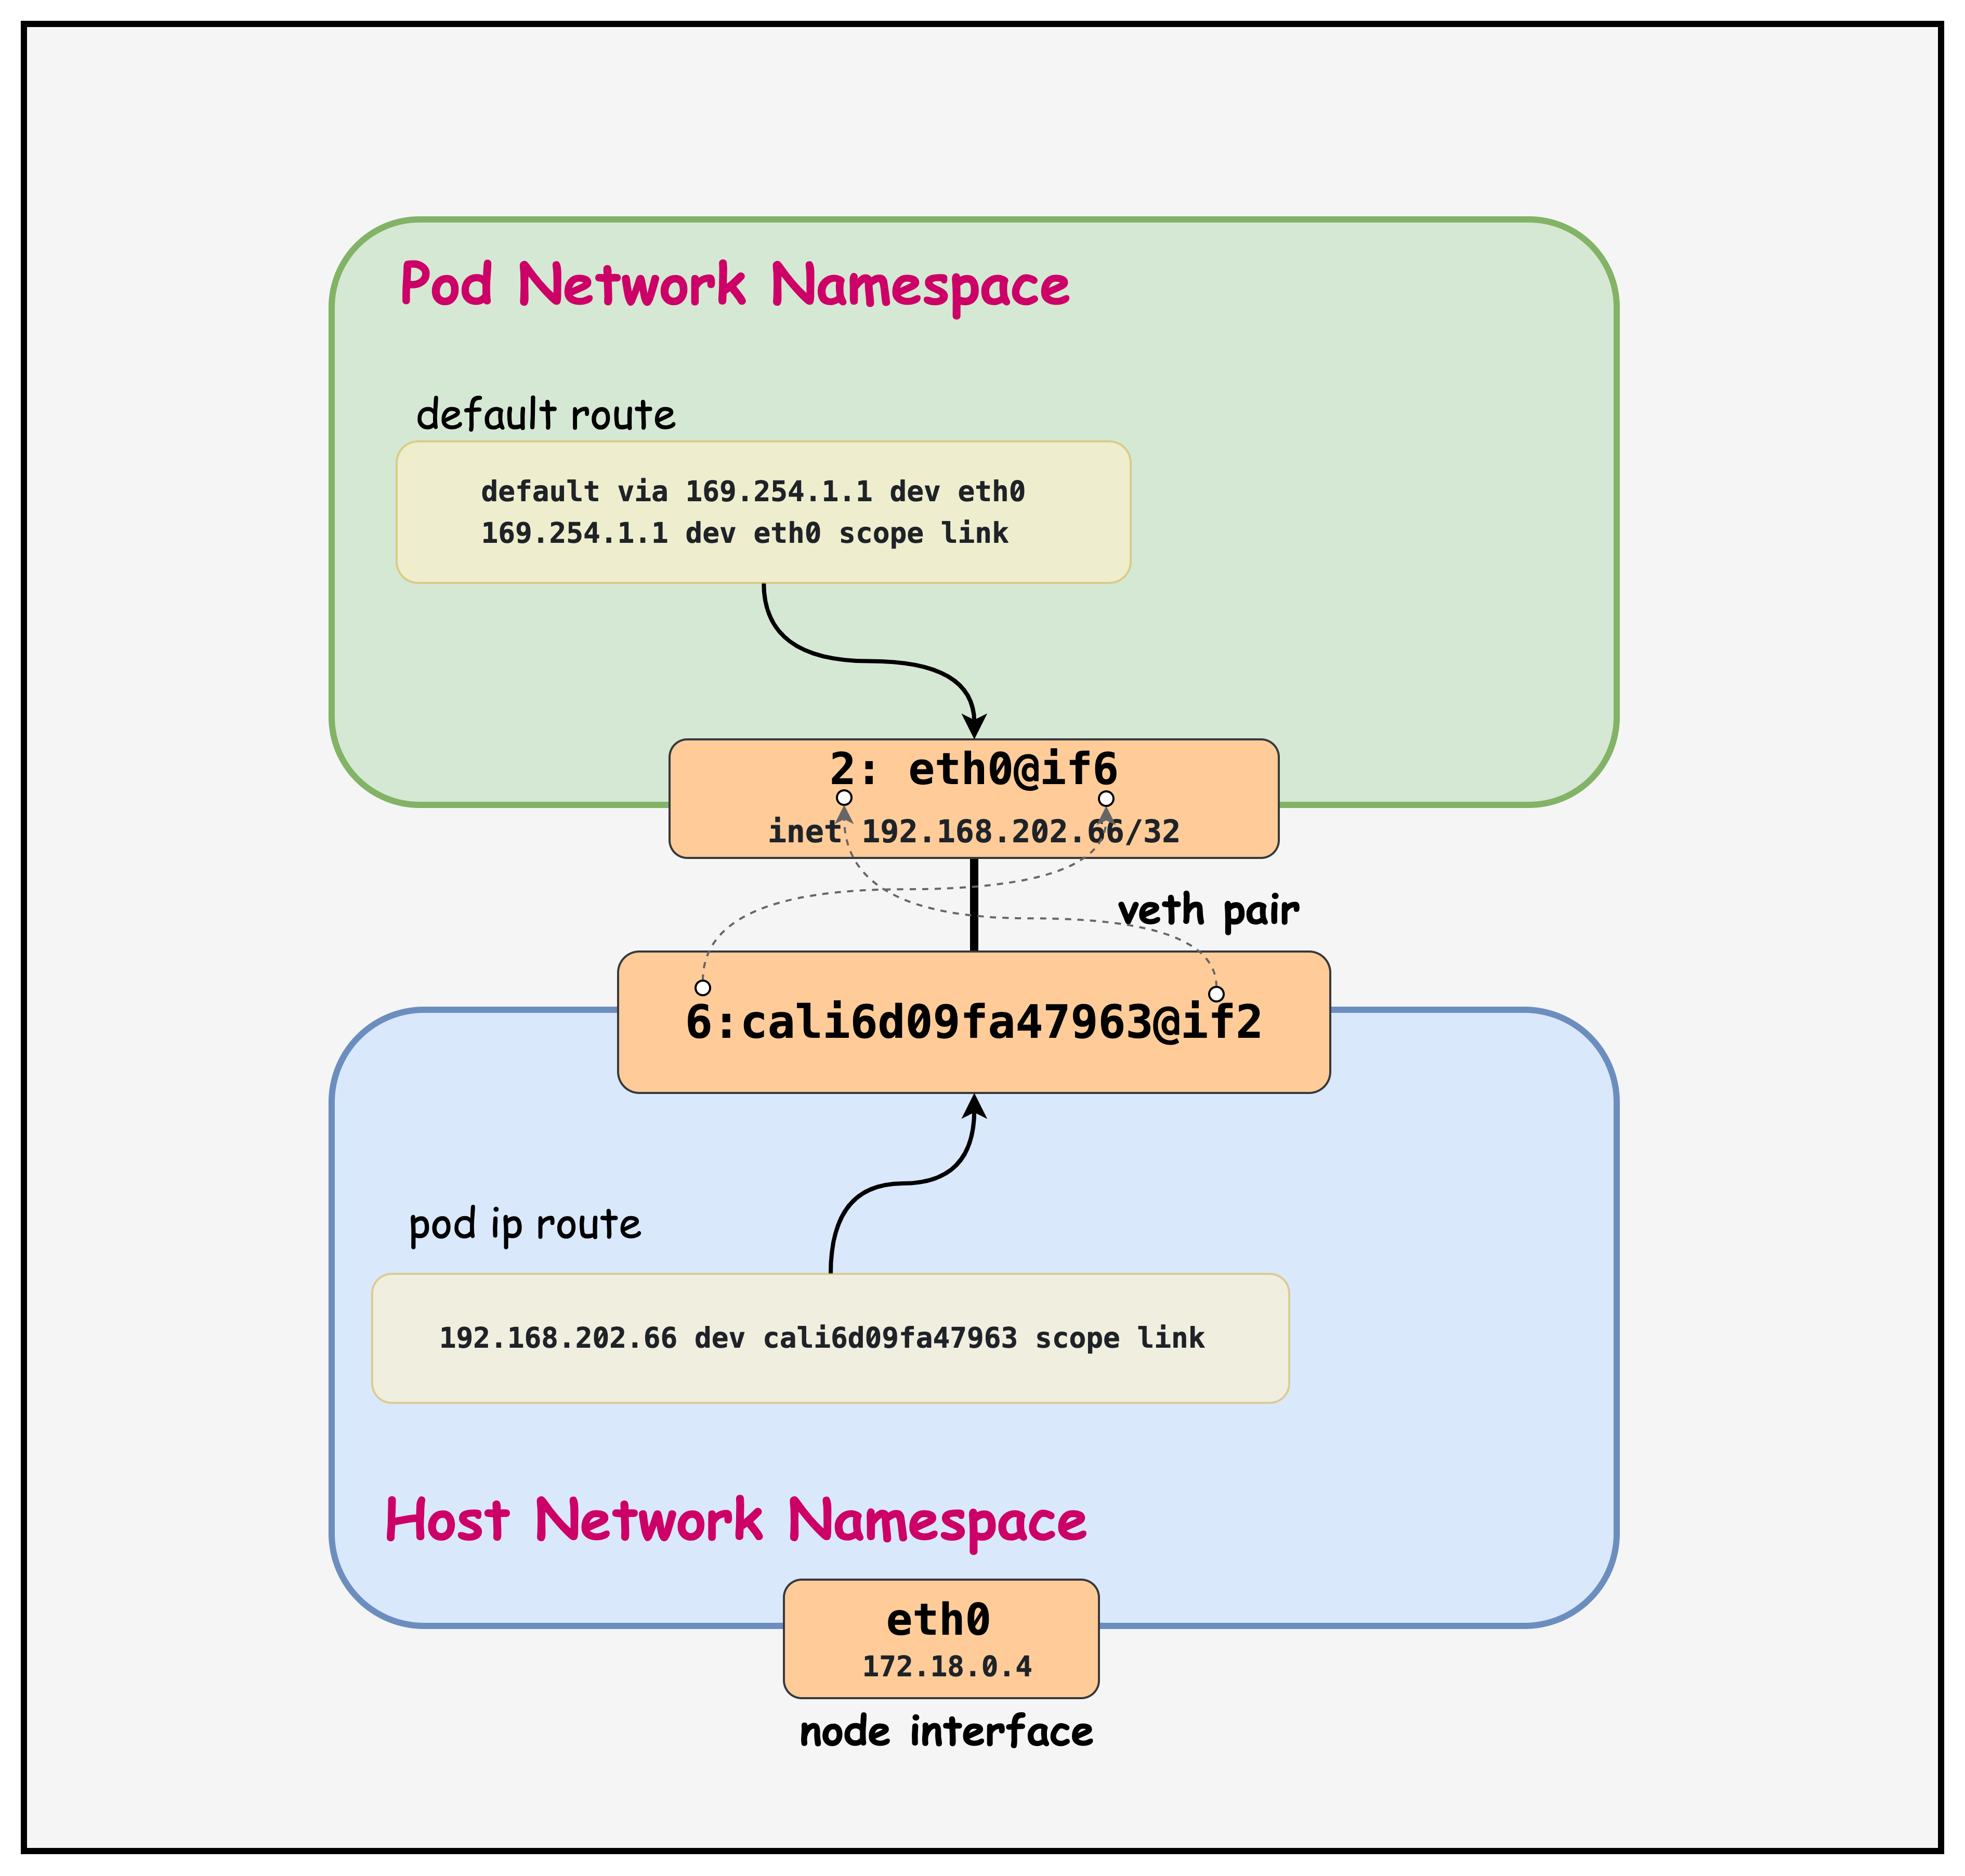 Pod Network Namespace
default route
default via 169.254.1.1 dev eth0
169.254.1.1 dev eth0 scope link
2: eth0@if6
inet 192.168.202.66/32
veth pair
6:cali6d09fa47963@if2
pod ip route
192.168.202.66 dev cali6d09fa47963 scope link
Host Network Namespace
eth0
172.18.0.4
node interface